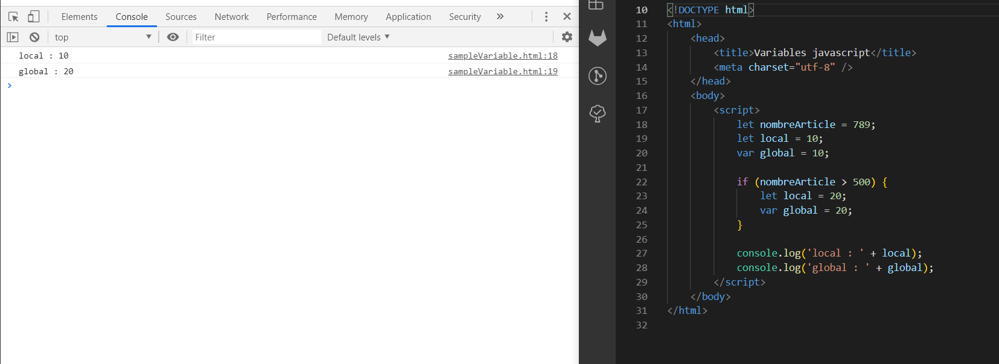 Elements Console Sources Network Performance Memory Application Security »
top ▼ Filter Default levels ▼
local : 10 sampleVariable.html:18
global : 20 sampleVariable.html:19
>
10 <!DOCTYPE html>
11 <html>
12 <head>
13 <title>Variables javascript</title>
14 <meta charset="utf-8" />
15 </head>
16 <body>
17 <script>
18 let nombreArticle = 789;
19 let local = 10;
20 var global = 10;
21
22 if (nombreArticle > 500) {
23 let local = 20;
24 var global = 20;
25 }
26
27 console.log('local : ' + local);
28 console.log('global : ' + global);
29 </script>
30 </body>
31 </html>
32